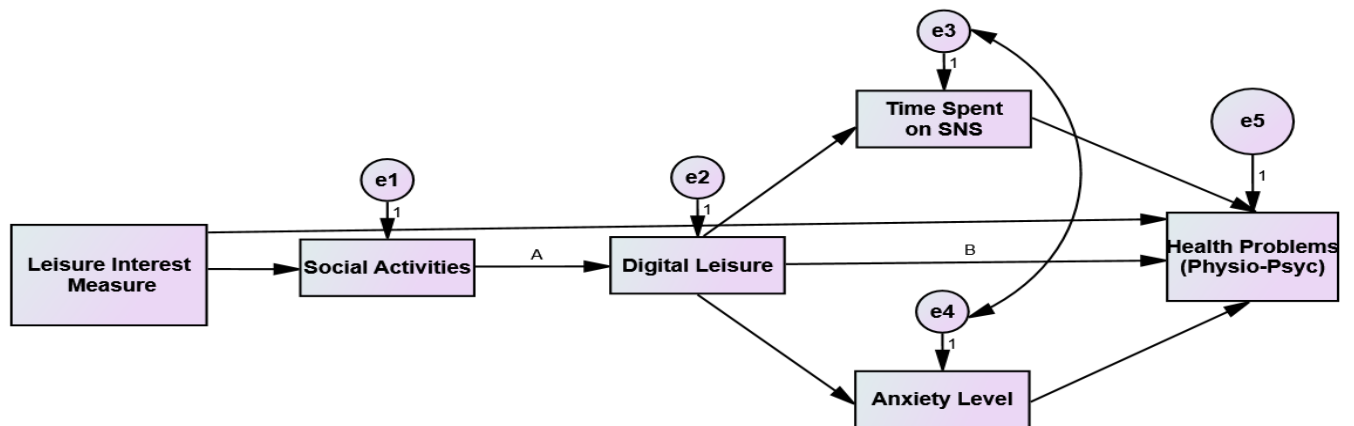 e3
1
Time Spent
on SNS
e5
1
e1
1
e2
1
Leisure Interest
Measure
Social Activities
A
Digital Leisure
B
Health Problems
(Physio-Psyc)
e4
1
Anxiety Level